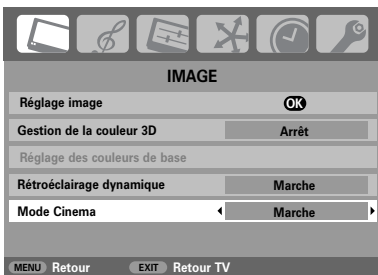 IMAGE
Réglage image OK
Gestion de la couleur 3D Arrêt
Réglage des couleurs de base
Rétroéclairage dynamique Marche
Mode Cinema Marche
MENU Retour EXIT Retour TV